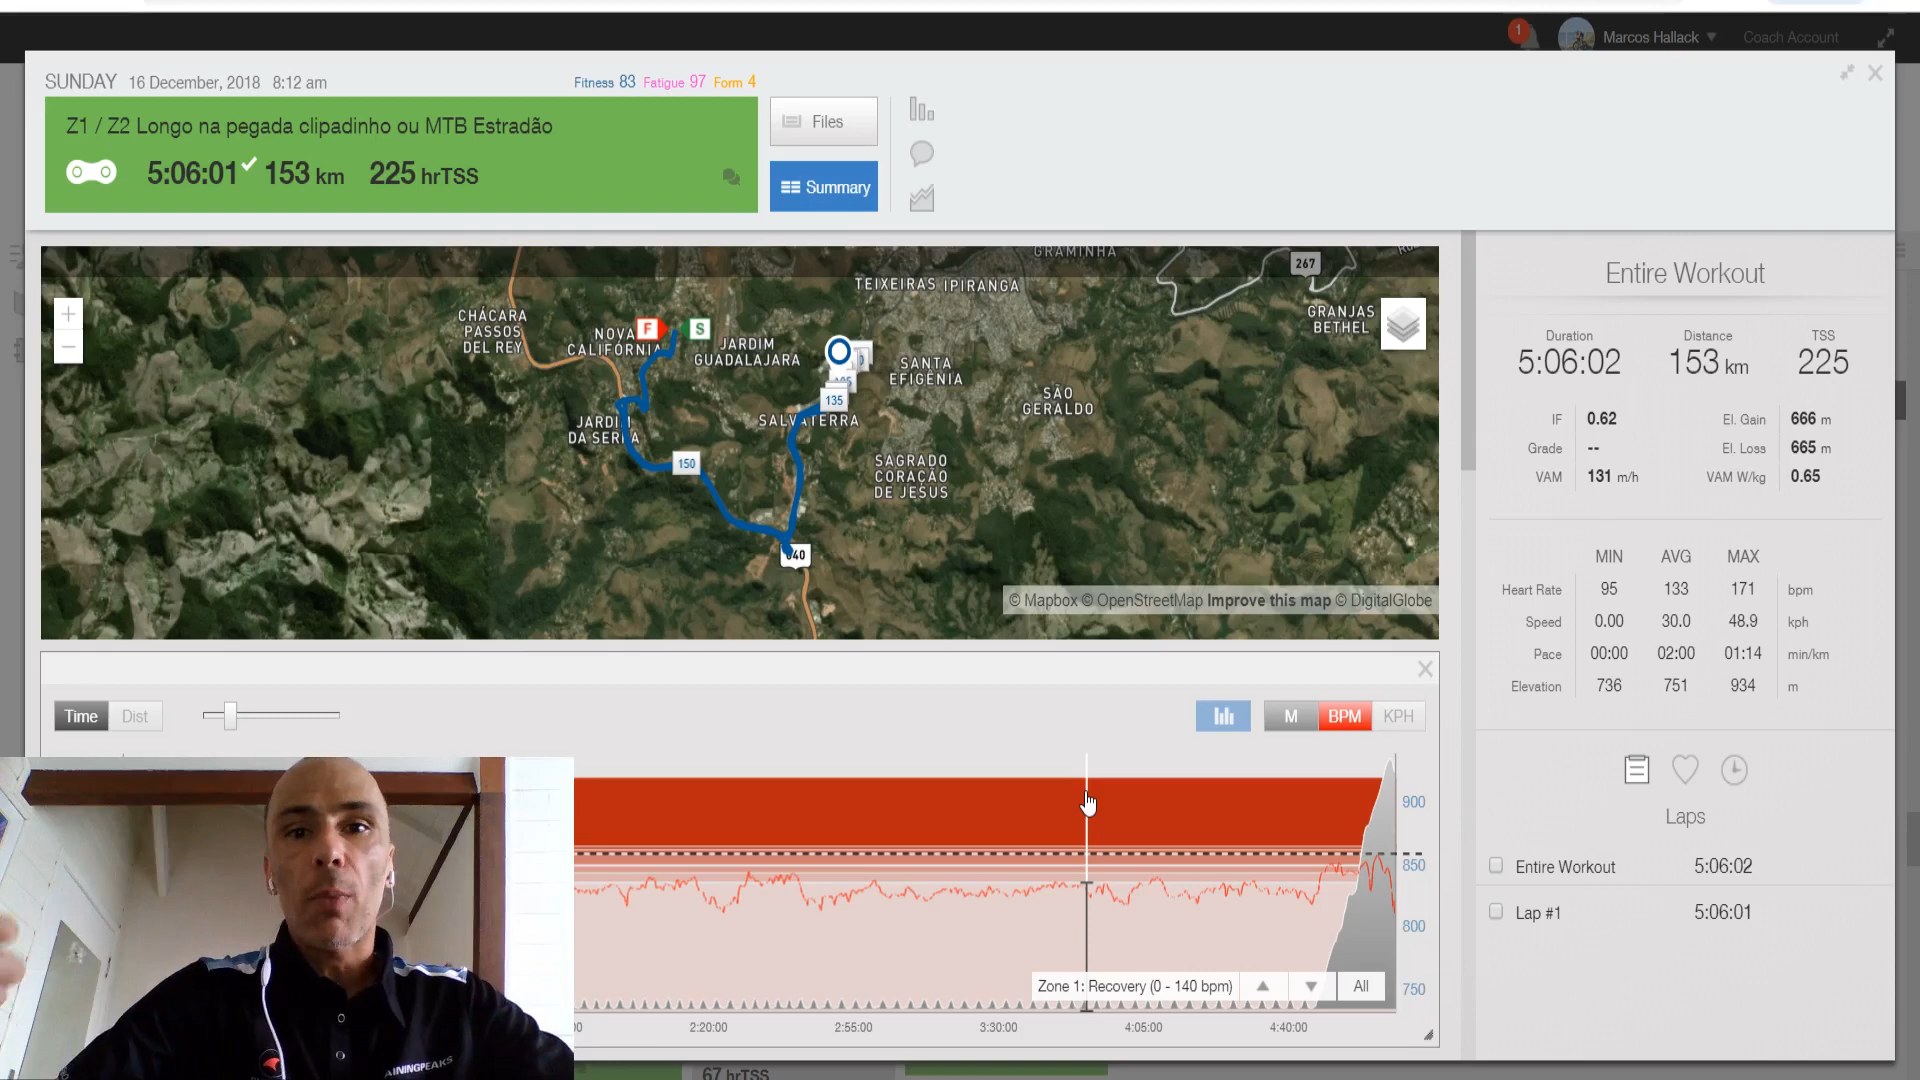 1
Marcos Hallack
Coach Account
SUNDAY 16 December, 2018 8:12 am
Fitness 83 Fatigue 97 Form 4
Z1 / Z2 Longo na pegada clipadinho ou MTB Estradão
5:06:01 153 km 225 hrTSS
Files
Summary
GRAMINHA
267
TEIXEIRAS IPIRANGA
CHÁCARA
PASSOS
DEL REY
NOVA
CALIFÓRNIA
F
S
JARDIM
GUADALAJARA
SANTA
EFIGÊNIA
GRANJAS
BETHEL
135
SALVATERRA
SÃO
GERALDO
JARDIM
DA SERRA
150
SAGRADO
CORAÇÃO
DE JESUS
040
© Mapbox © OpenStreetMap Improve this map © DigitalGlobe
Entire Workout
Duration Distance TSS
5:06:02 153 km 225
IF 0.62 El. Gain 666 m
Grade -- El. Loss 665 m
VAM 131 m/h VAM W/kg 0.65
MIN AVG MAX
Heart Rate 95 133 171 bpm
Speed 0.00 30.0 48.9 kph
Pace 00:00 02:00 01:14 min/km
Elevation 736 751 934 m
Laps
Entire Workout 5:06:02
Lap #1 5:06:01
Time Dist
M BPM KPH
900
850
800
750
Zone 1: Recovery (0 - 140 bpm) All
2:20:00 2:55:00 3:30:00 4:05:00 4:40:00
AININGPEAKS
67 hrTSS